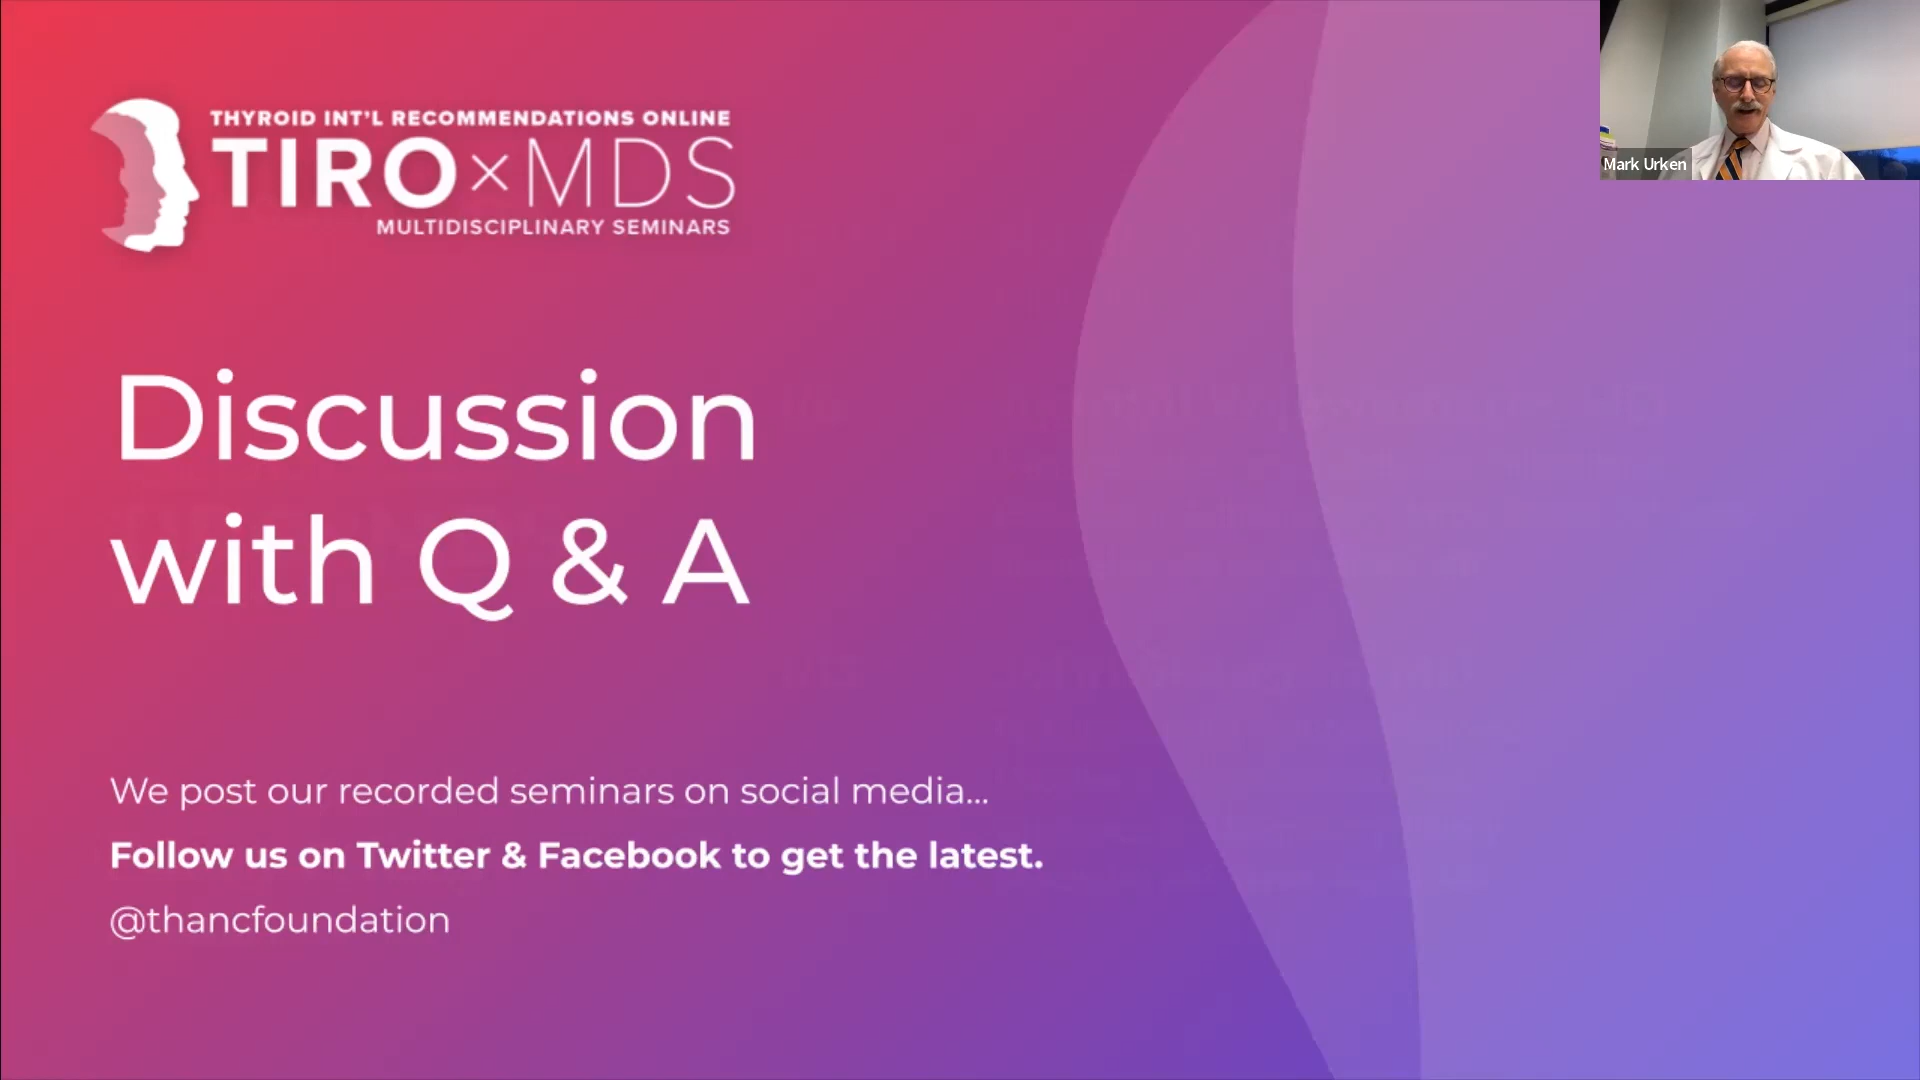 THYROID INT'L RECOMMENDATIONS ONLINE
TIRO×MDS
MULTIDISCIPLINARY SEMINARS
Mark Urken
Discussion
with Q & A
We post our recorded seminars on social media...
Follow us on Twitter & Facebook to get the latest.
@thancfoundation